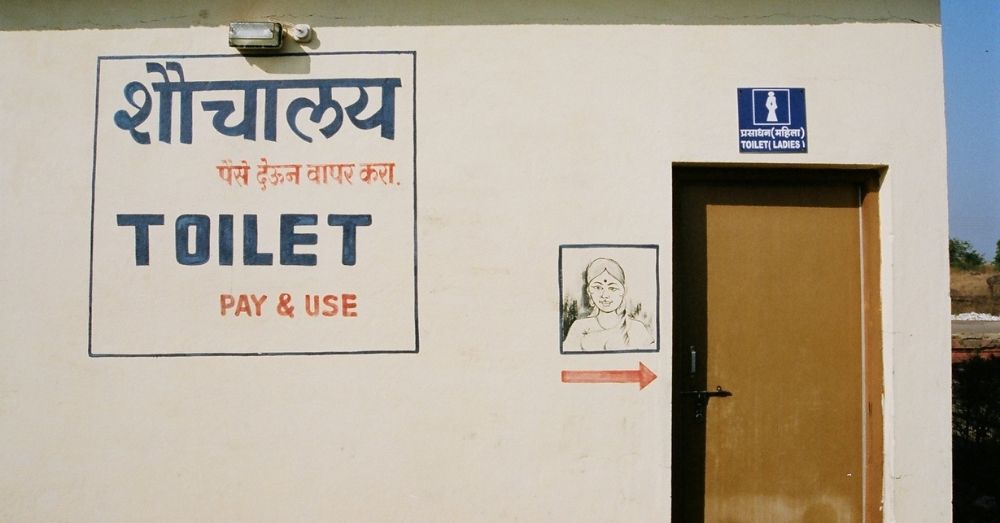 शौचालय
पैसे देऊन वापर करा.
TOILET
PAY & USE
प्रसाधन(महिला)
TOILET(LADIES)